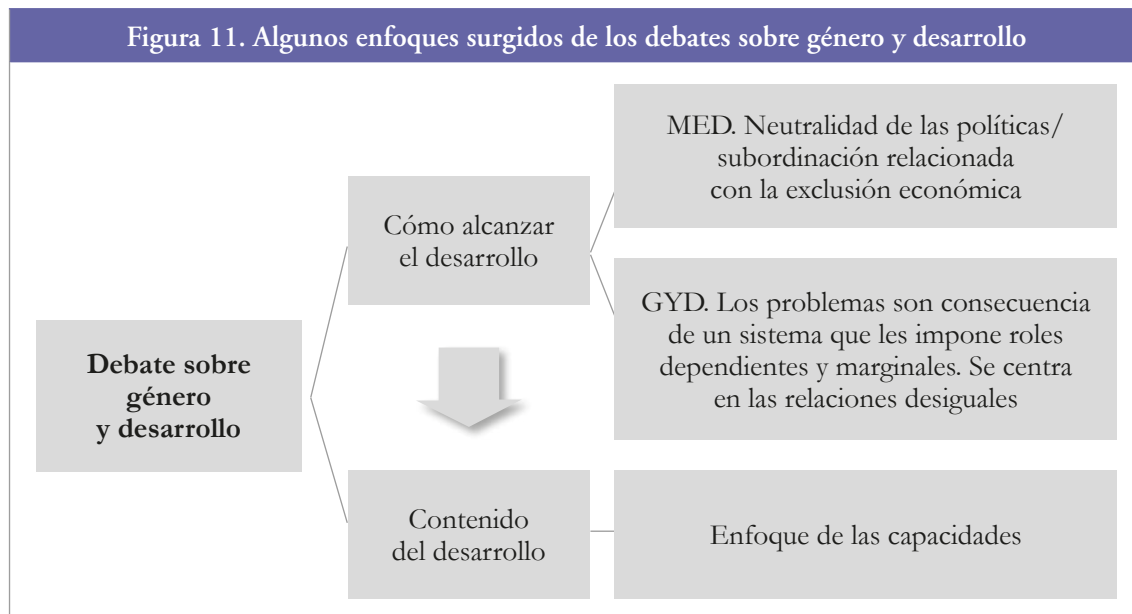 Figura 11. Algunos enfoques surgidos de los debates sobre género y desarrollo
MED. Neutralidad de las políticas/
subordinación relacionada
con la exclusión económica
Cómo alcanzar
el desarrollo
GYD. Los problemas son consecuencia
de un sistema que les impone roles
dependientes y marginales. Se centra
en las relaciones desiguales
Debate sobre
género
y desarrollo
Contenido
del desarrollo
Enfoque de las capacidades